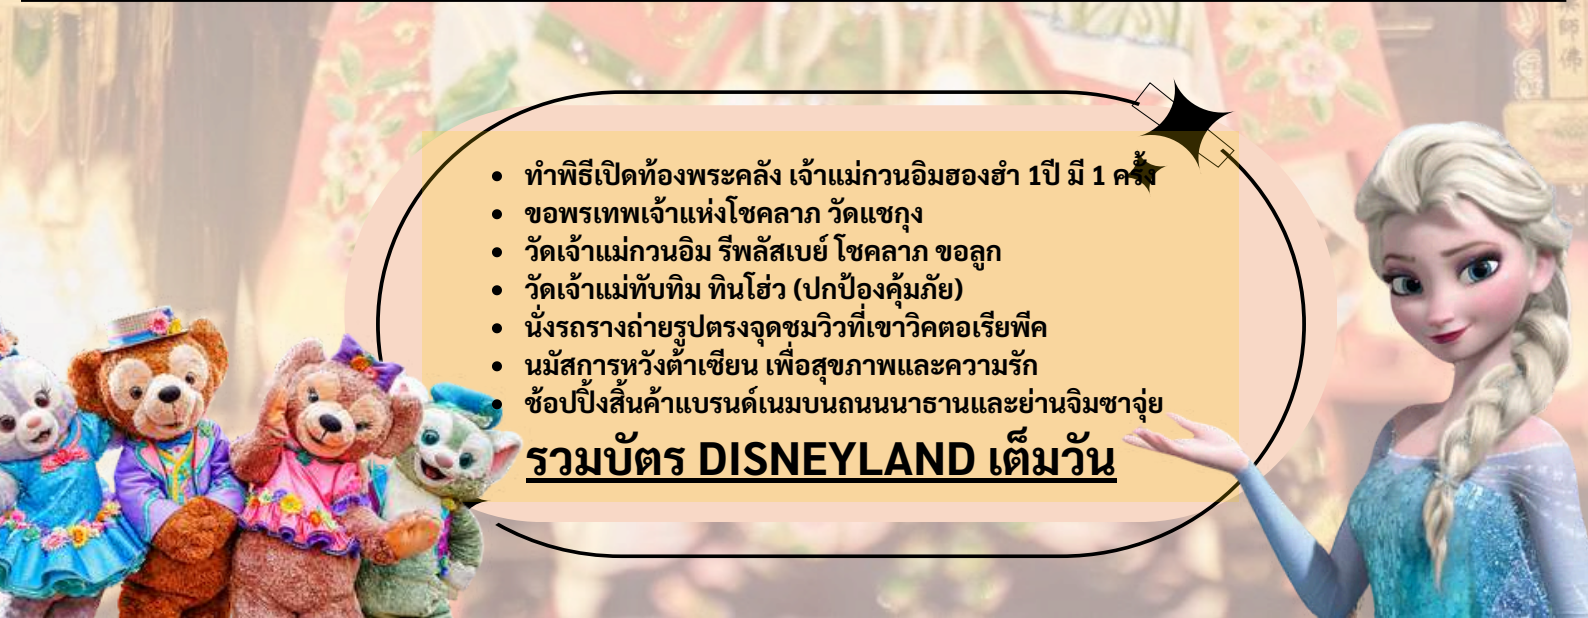 師
佛
• ทำพิธีเปิดท้องพระคลัง เจ้าแม่กวนอิมฮองฮำ 1ปี มี 1 ครั้ง
• ขอพรเทพเจ้าแห่งโชคลาภ วัดแชกุง
• วัดเจ้าแม่กวนอิม รีพลัสเบย์ โชคลาภ ขอลูก
• วัดเจ้าแม่ทับทิม ทินโฮ่ว (ปกป้องคุ้มภัย)
• นั่งรถรางถ่ายรูปตรงจุดชมวิวที่เขาวิคตอเรียพีค
• นมัสการหวังต้าเซียน เพื่อสุขภาพและความรัก
• ช้อปปิ้งสิ้นค้าแบรนด์เนมบนถนนนาธานและย่านจิมซาจุ่ย
รวมบัตร DISNEYLAND เต็มวัน